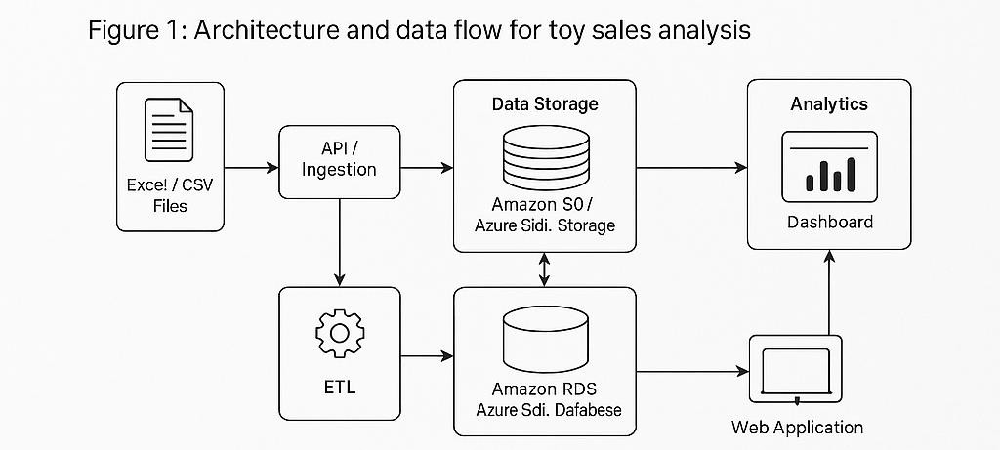 Figure 1: Architecture and data flow for toy sales analysis
Excel / CSV
Files
API /
Ingestion
Data Storage
Amazon S0/
Azure Sdi. Storage
Analytics
Dashboard
ETL
Amazon RDS
Azure Sdi. Dafabese
Web Application